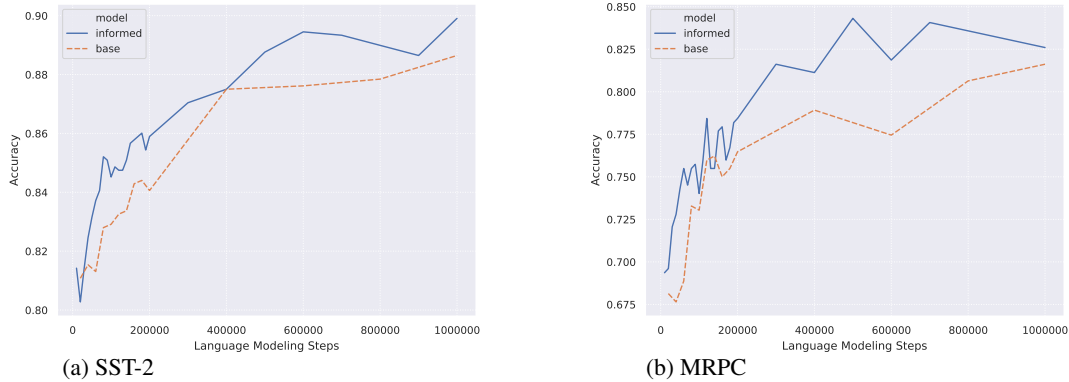 model
informed
base
Accuracy
0.90
0.88
0.86
0.84
0.82
0.80
0 200000 400000 600000 800000 1000000
Language Modeling Steps
(a) SST-2
model
informed
base
Accuracy
0.850
0.825
0.800
0.775
0.750
0.725
0.700
0.675
0 200000 400000 600000 800000 1000000
Language Modeling Steps
(b) MRPC